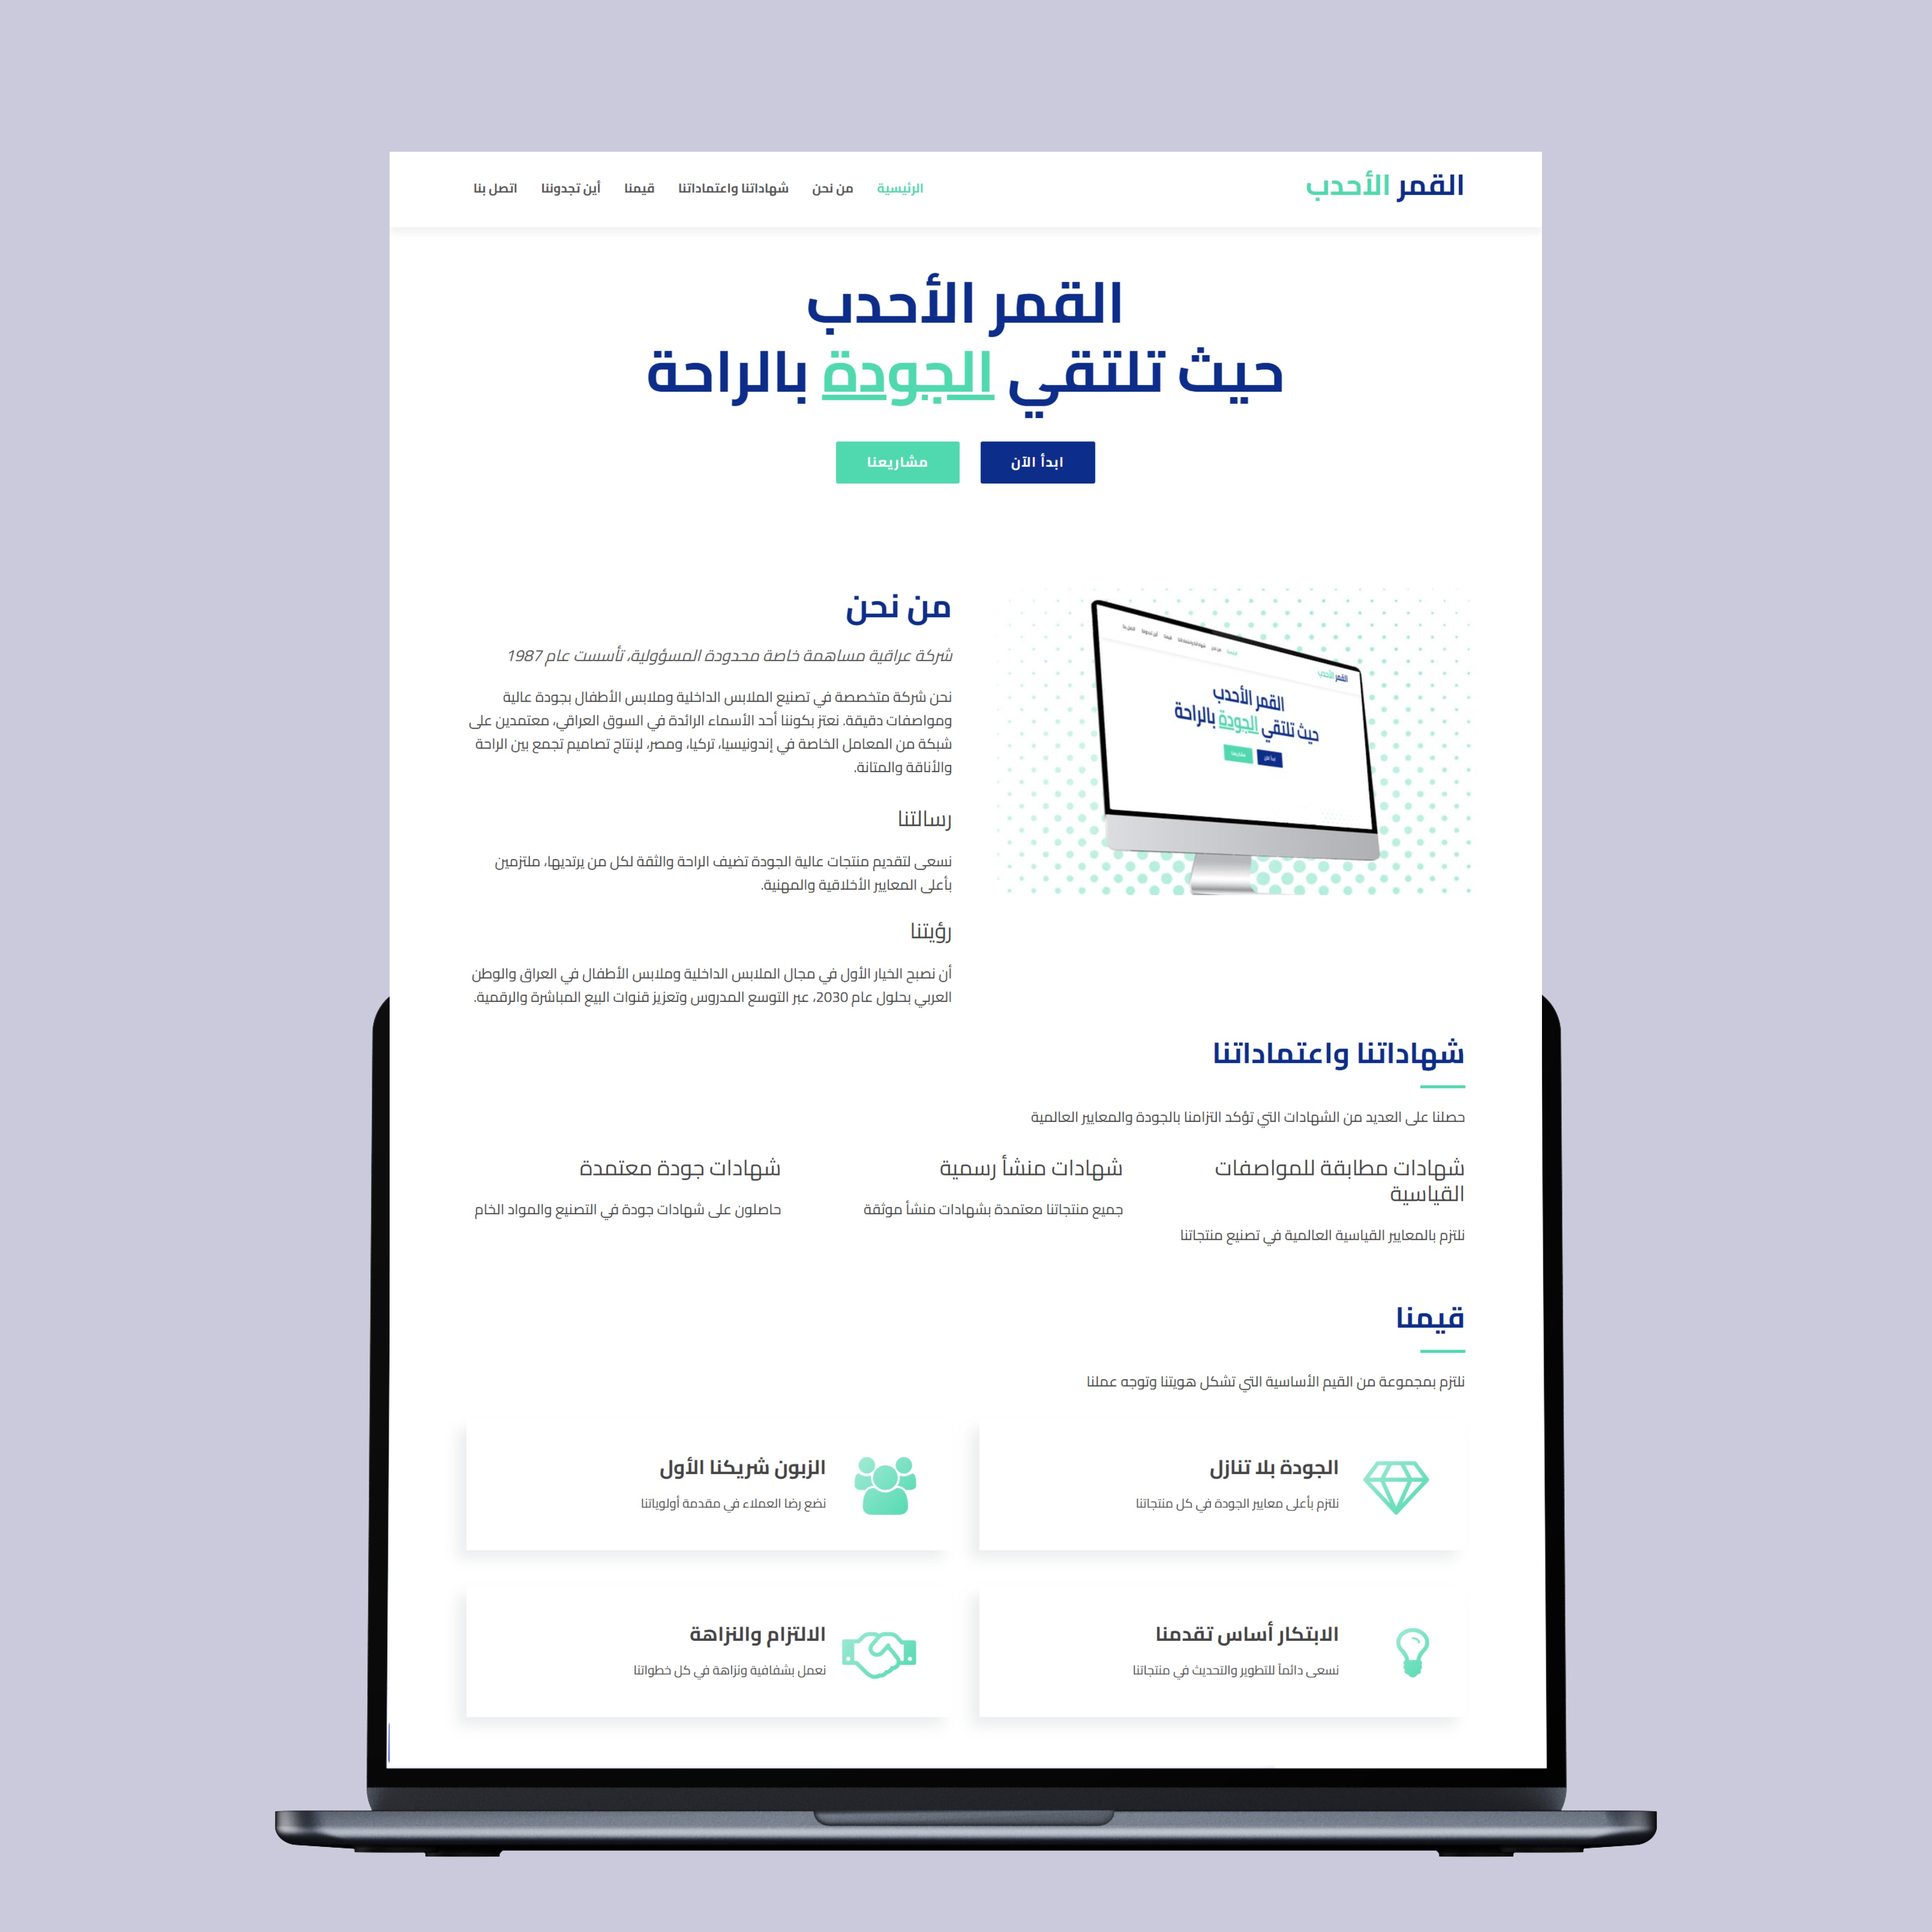 القمر الأحدب
الرئيسية من نحن شهاداتنا واعتماداتنا قيمنا أين تجدوننا اتصل بنا
القمر الأحدب
حيث تلتقي الجودة بالراحة
ابدأ الآن مشاريعنا
القمر الأحدب
القمر الأحدب
حيث تلتقي الجودة بالراحة
ابدأ الآن مشاريعنا
من نحن
شركة عراقية مساهمة خاصة محدودة المسؤولية، تأسست عام 1987
نحن شركة متخصصة في تصنيع الملابس الداخلية وملابس الأطفال بجودة عالية
ومواصفات دقيقة. نعتز بكوننا أحد الأسماء الرائدة في السوق العراقي، معتمدين على
شبكة من المعامل الخاصة في إندونيسيا، تركيا، ومصر، لإنتاج تصاميم تجمع بين الراحة
والأناقة والمتانة.
رسالتنا
نسعى لتقديم منتجات عالية الجودة تضيف الراحة والثقة لكل من يرتديها، ملتزمين
بأعلى المعايير الأخلاقية والمهنية.
رؤيتنا
أن نصبح الخيار الأول في مجال الملابس الداخلية وملابس الأطفال في العراق والوطن
العربي بحلول عام 2030، عبر التوسع المدروس وتعزيز قنوات البيع المباشرة والرقمية.
شهاداتنا واعتماداتنا
حصلنا على العديد من الشهادات التي تؤكد التزامنا بالجودة والمعايير العالمية
شهادات مطابقة للمواصفات
القياسية
نلتزم بالمعايير القياسية العالمية في تصنيع منتجاتنا
شهادات منشأ رسمية
جميع منتجاتنا معتمدة بشهادات منشأ موثقة
شهادات جودة معتمدة
حاصلون على شهادات جودة في التصنيع والمواد الخام
قيمنا
نلتزم بمجموعة من القيم الأساسية التي تشكل هويتنا وتوجه عملنا
الجودة بلا تنازل
نلتزم بأعلى معايير الجودة في كل منتجاتنا
الزبون شريكنا الأول
نضع رضا العملاء في مقدمة أولوياتنا
الابتكار أساس تقدمنا
نسعى دائماً للتطوير والتحديث في منتجاتنا
الالتزام والنزاهة
نعمل بشفافية ونزاهة في كل خطواتنا